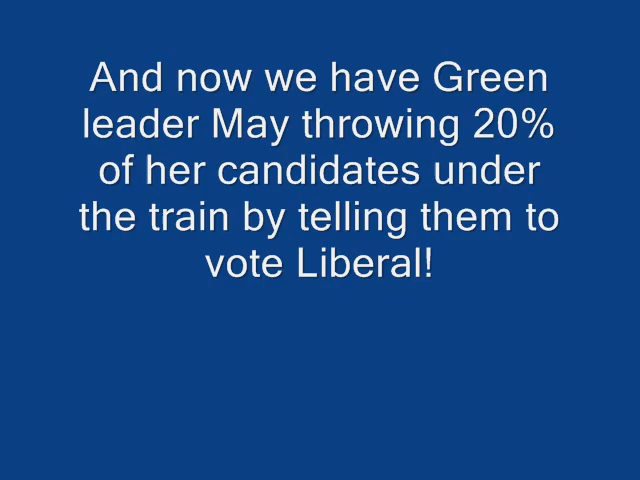 And now we have Green
leader May throwing 20%
of her candidates under
the train by telling them to
vote Liberal!